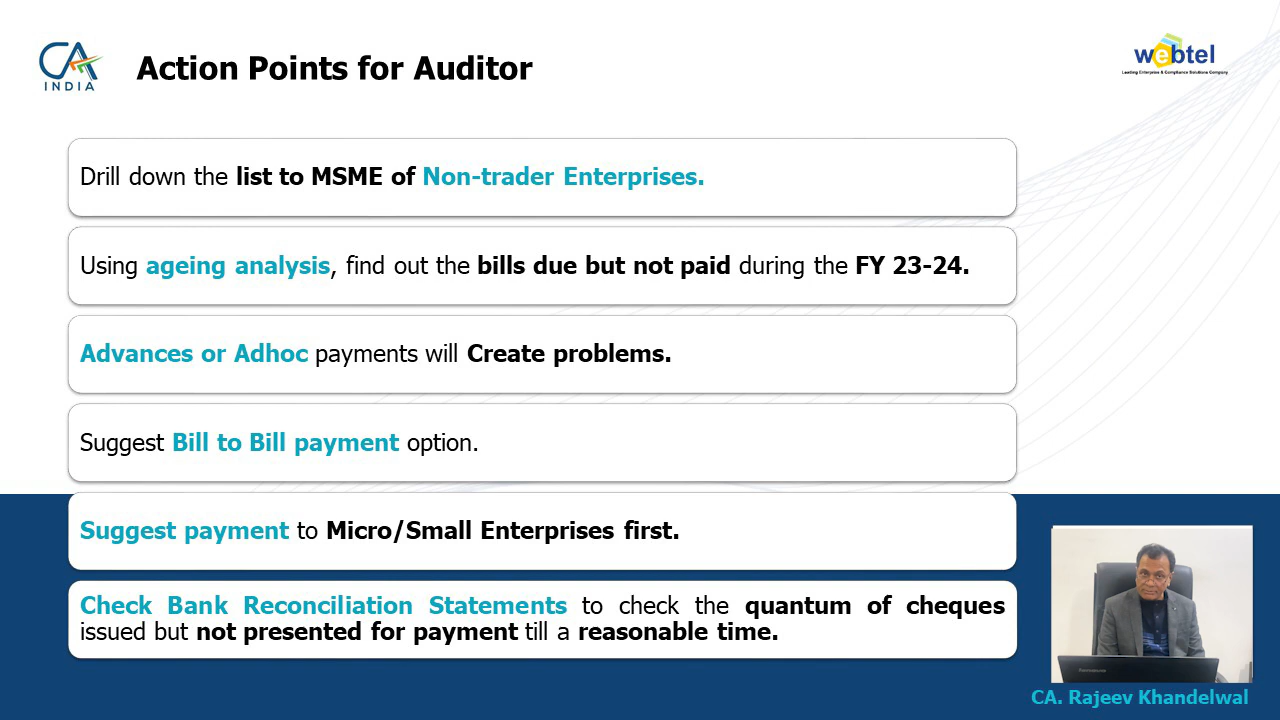 CA
INDIA
Action Points for Auditor
webtel
Leading Enterprise & Compliance Solutions Company
Drill down the list to MSME of Non-trader Enterprises.
Using ageing analysis, find out the bills due but not paid during the FY 23-24.
Advances or Adhoc payments will Create problems.
Suggest Bill to Bill payment option.
Suggest payment to Micro/Small Enterprises first.
Check Bank Reconciliation Statements to check the quantum of cheques
issued but not presented for payment till a reasonable time.
CA. Rajeev Khandelwal